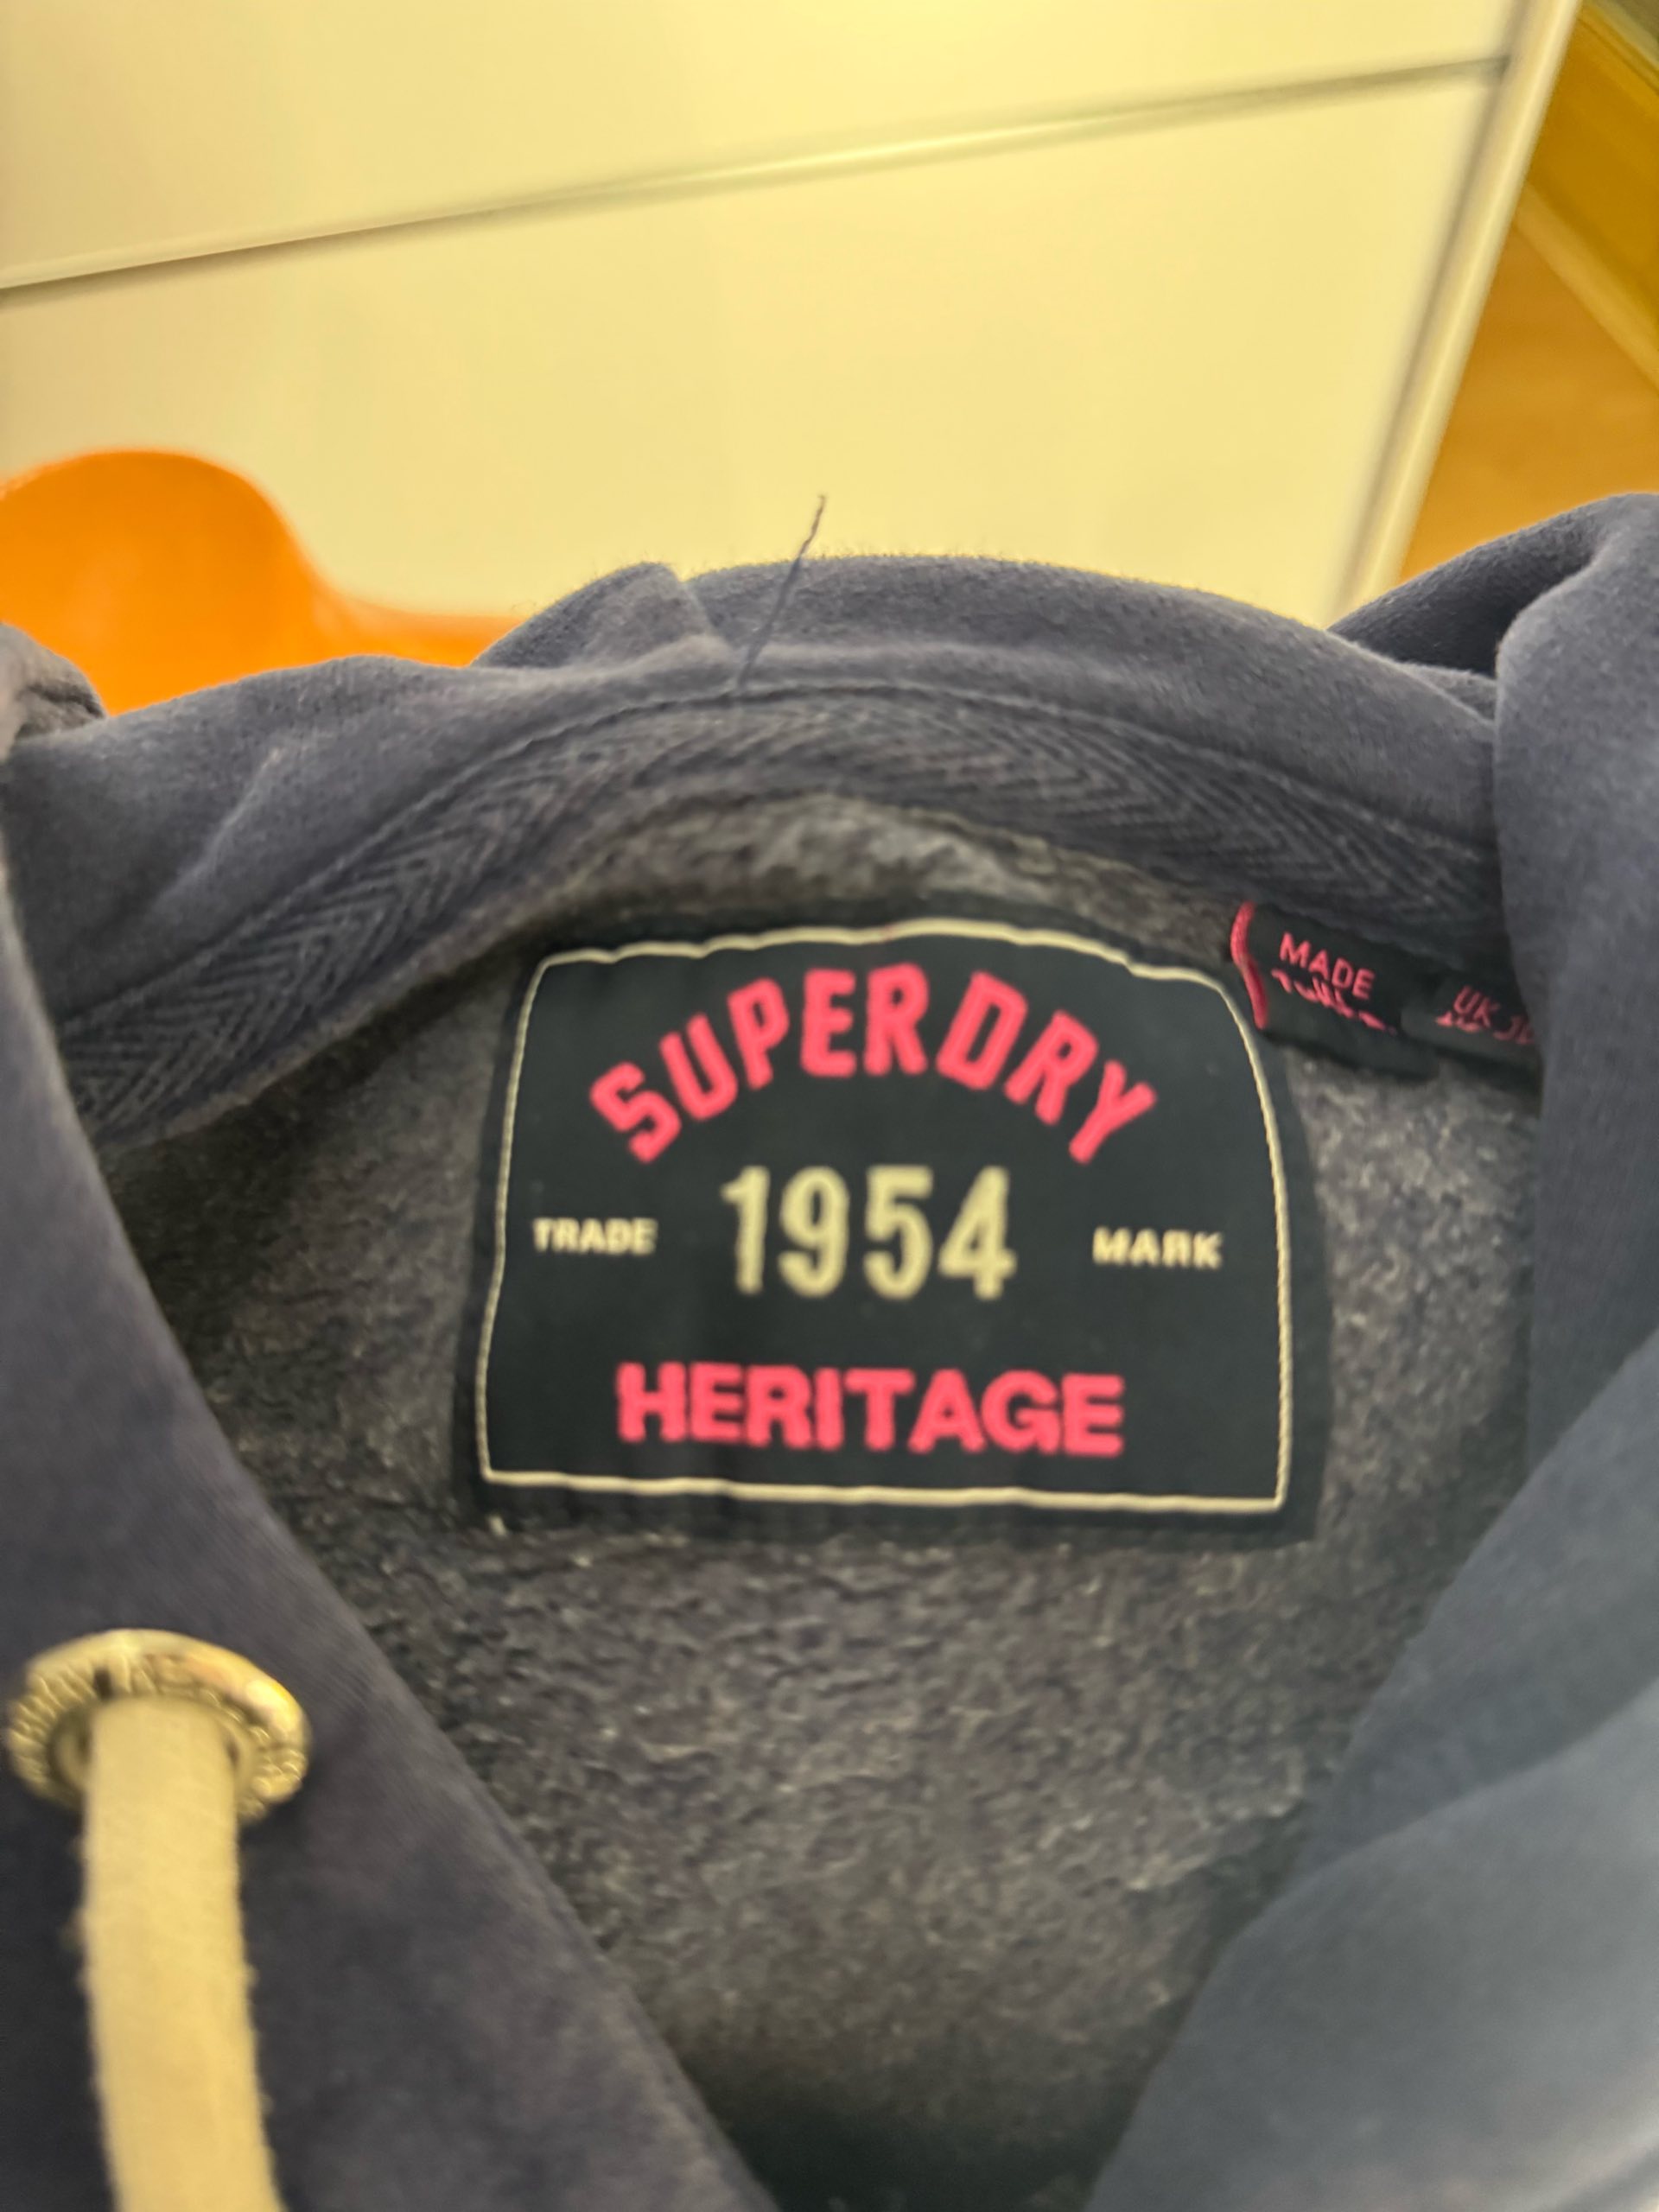 SUPERDRY
TRADE 1954 MARK
HERITAGE
MADE
UK